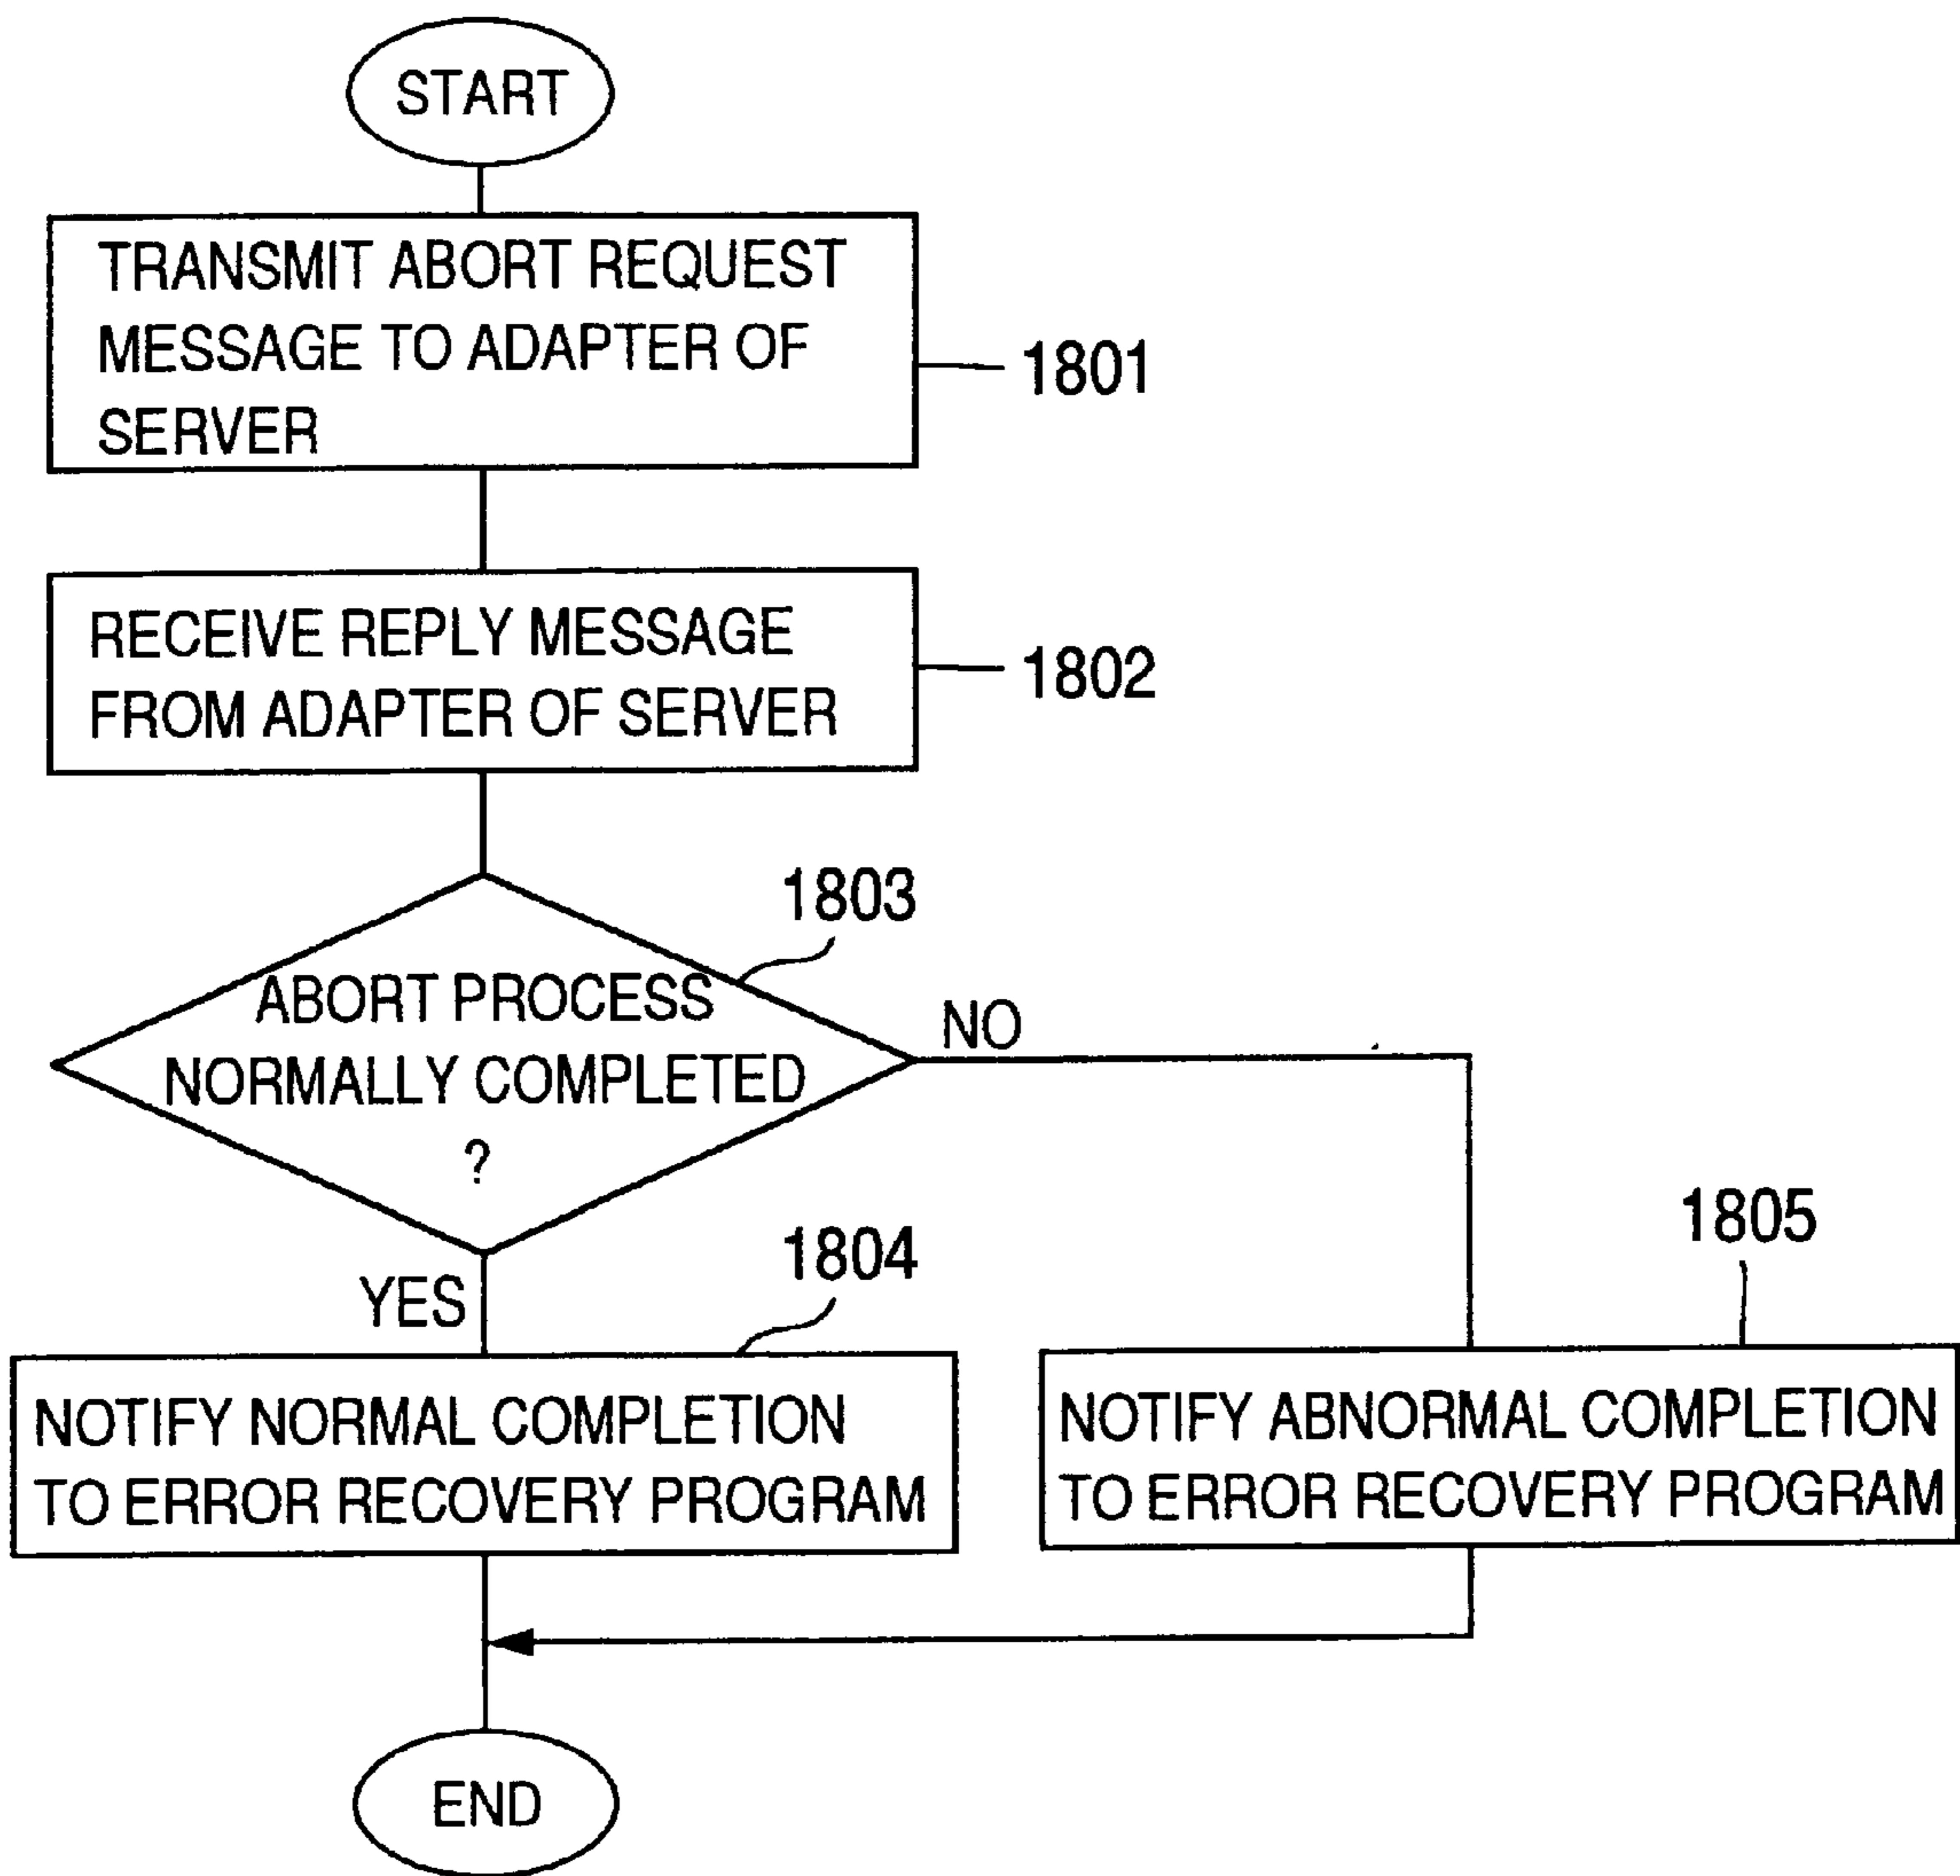 START
TRANSMIT ABORT REQUEST
MESSAGE TO ADAPTER OF
SERVER
1801
RECEIVE REPLY MESSAGE
FROM ADAPTER OF SERVER
1802
1803
ABORT PROCESS
NORMALLY COMPLETED
?
NO
YES
1804
1805
NOTIFY NORMAL COMPLETION
TO ERROR RECOVERY PROGRAM
NOTIFY ABNORMAL COMPLETION
TO ERROR RECOVERY PROGRAM
END